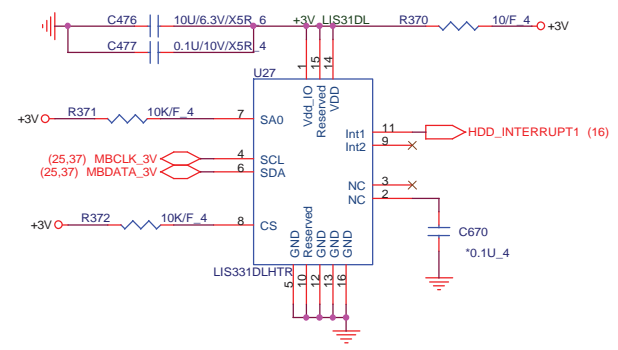 C476 10U/6.3V/X5R_6 +3V_LIS31DL R370 10/F_4 +3V
C477 0.1U/10V/X5R_4
U27
1 15 14
Vdd_IO Reserved VDD
+3V R371 10K/F_4 7 SA0
Int1 11 HDD_INTERRUPT1 (16)
Int2 9
(25,37) MBCLK_3V 4 SCL
(25,37) MBDATA_3V 6 SDA
NC 3
NC 2
+3V R372 10K/F_4 8 CS
C670
*0.1U_4
GND Reserved GND GND GND
LIS331DLHTR
5 10 12 13 16